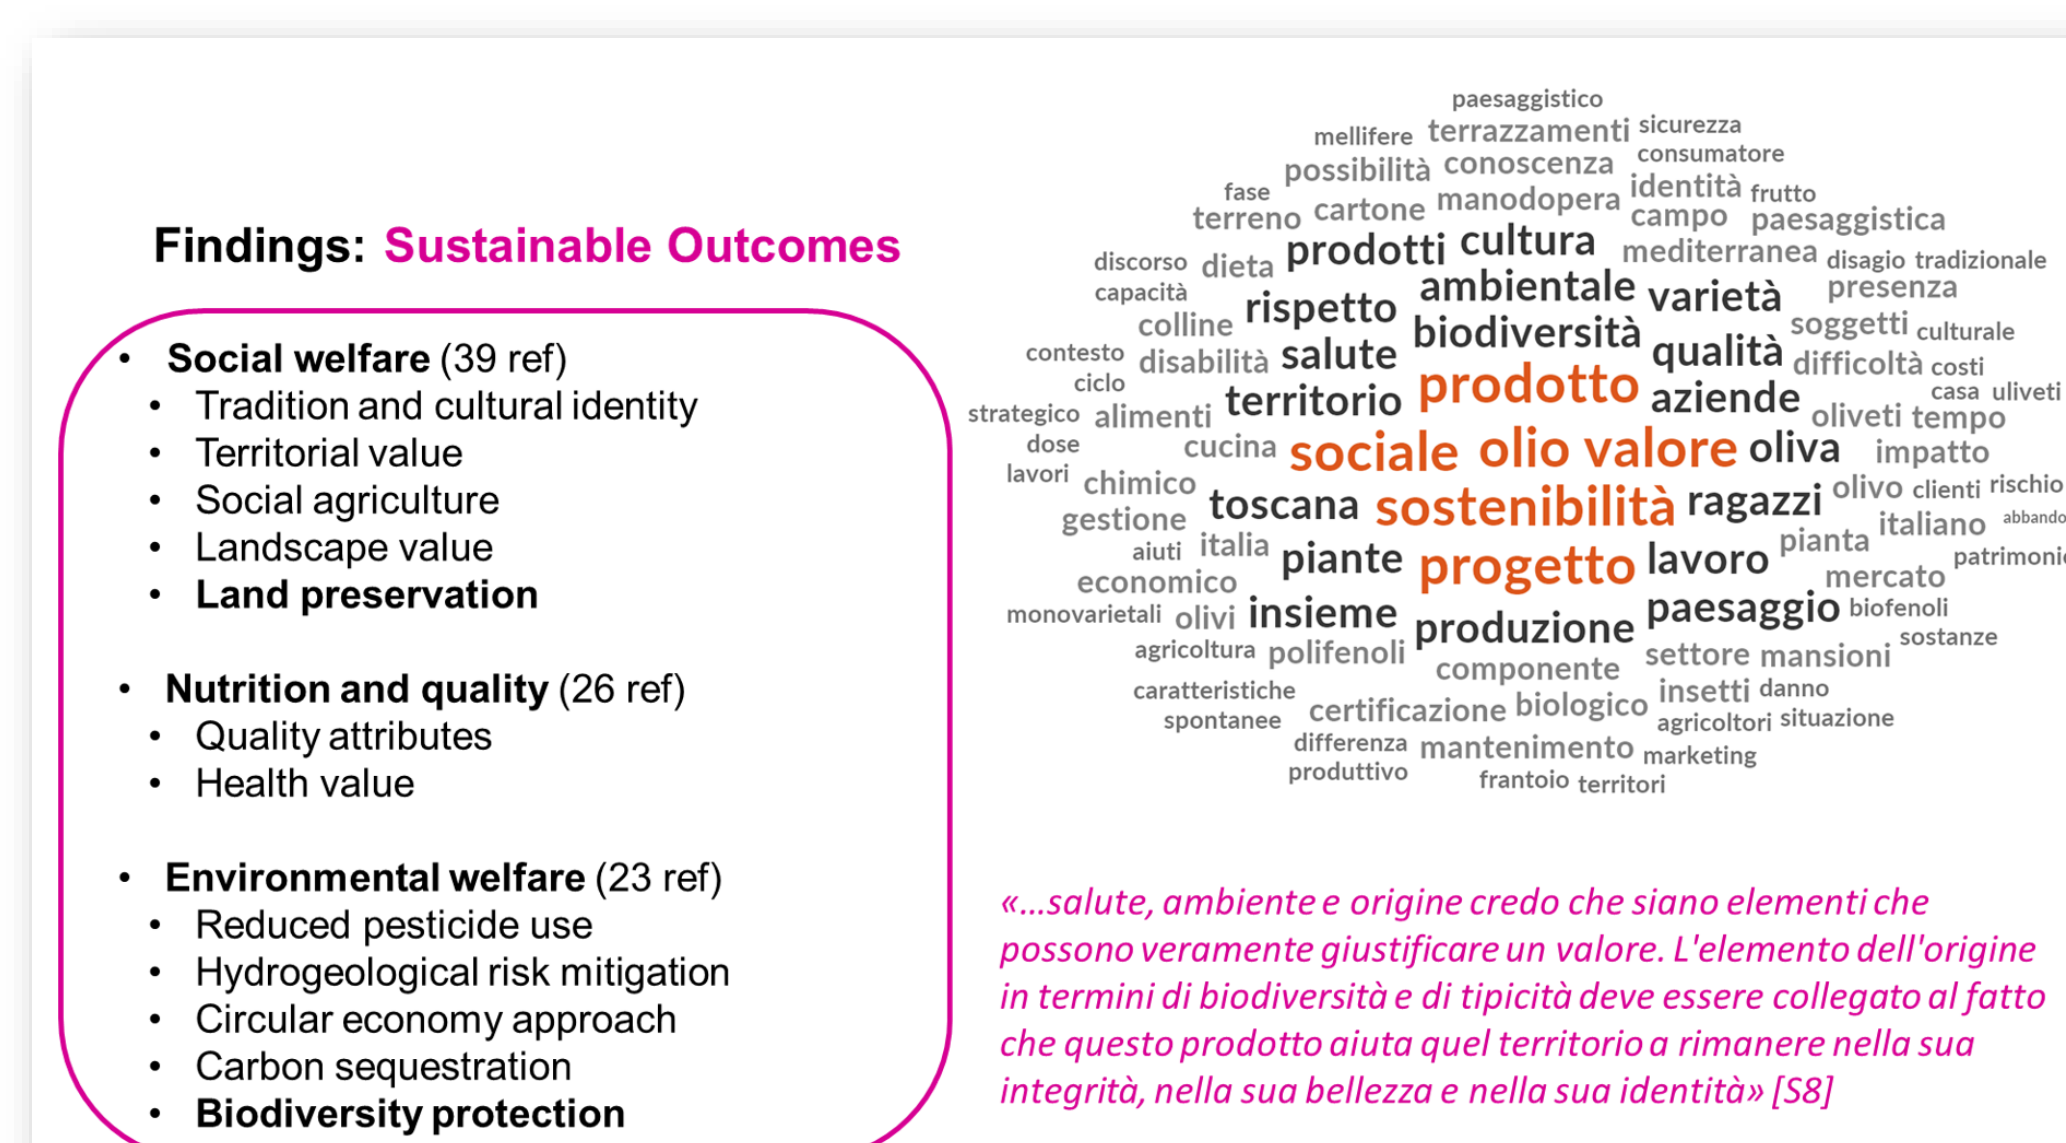 Findings: Sustainable Outcomes
• Social welfare (39 ref)
• Tradition and cultural identity
• Territorial value
• Social agriculture
• Landscape value
• Land preservation
• Nutrition and quality (26 ref)
• Quality attributes
• Health value
• Environmental welfare (23 ref)
• Reduced pesticide use
• Hydrogeological risk mitigation
• Circular economy approach
• Carbon sequestration
• Biodiversity protection
paesaggistico
mellifere terrazzamenti sicurezza
possibilità conoscenza consumatore
fase manodopera identità frutto
terreno cartone campo paesaggistica
prodotti cultura mediterranea
discorso dieta disagio tradizionale
capacità rispetto ambientale varietà presenza
colline biodiversità soggetti culturale
contesto disabilità salute qualità difficoltà costi
ciclo territorio prodotto aziende casa uliveti
strategico alimenti oliveti tempo
dose cucina sociale olio valore oliva impatto
lavori chimico toscana sostenibilità ragazzi olivo clienti rischio
gestione italiano abbando
aiuti italia piante progetto lavoro pianta patrimonio
economico mercato
monovarietali olivi insieme produzione paesaggio biofenoli
agricoltura polifenoli componente settore mansioni sostanze
caratteristiche insetti danno
spontanee certificazione biologico agricoltori situazione
differenza mantenimento marketing
produttivo frantoio territori
«…salute, ambiente e origine credo che siano elementi che
possono veramente giustificare un valore. L'elemento dell'origine
in termini di biodiversità e di tipicità deve essere collegato al fatto
che questo prodotto aiuta quel territorio a rimanere nella sua
integrità, nella sua bellezza e nella sua identità» [S8]